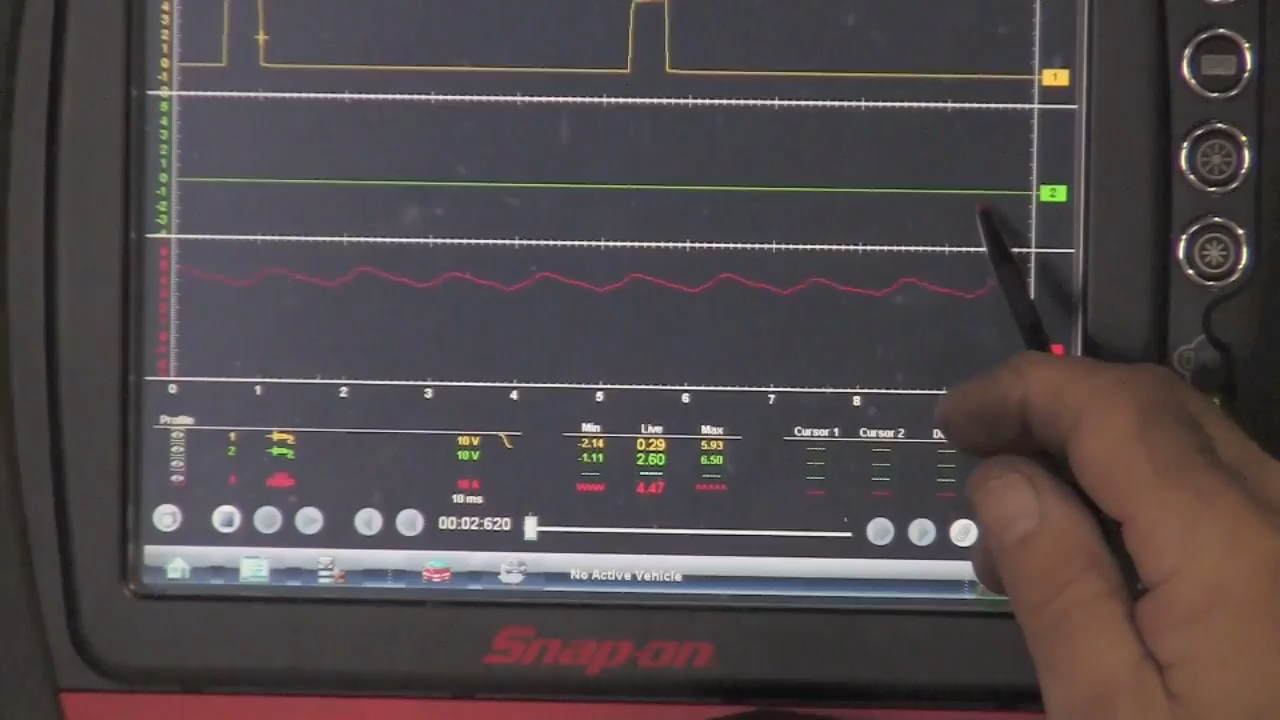 1
2
0 1 2 3 4 5 6 7 8
Profile
Min Live Max Cursor 1 Cursor 2
1 10 V -2.14 0.29 5.93 ---- ----
2 10 V -1.11 2.60 6.50 ---- ----
---- ----- ----
4.47
10 ms
00:02:620
No Active Vehicle
Snap-on